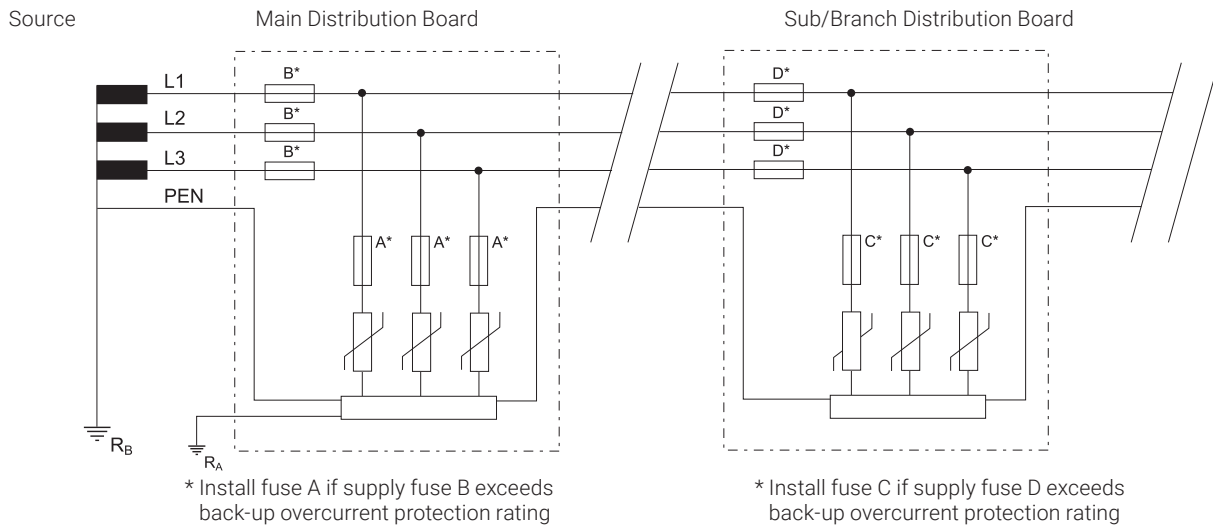 Source
Main Distribution Board
Sub/Branch Distribution Board
L1
B*
D*
L2
B*
D*
L3
B*
D*
PEN
A*
A*
A*
C*
C*
C*
RB
RA
* Install fuse A if supply fuse B exceeds
back-up overcurrent protection rating
* Install fuse C if supply fuse D exceeds
back-up overcurrent protection rating